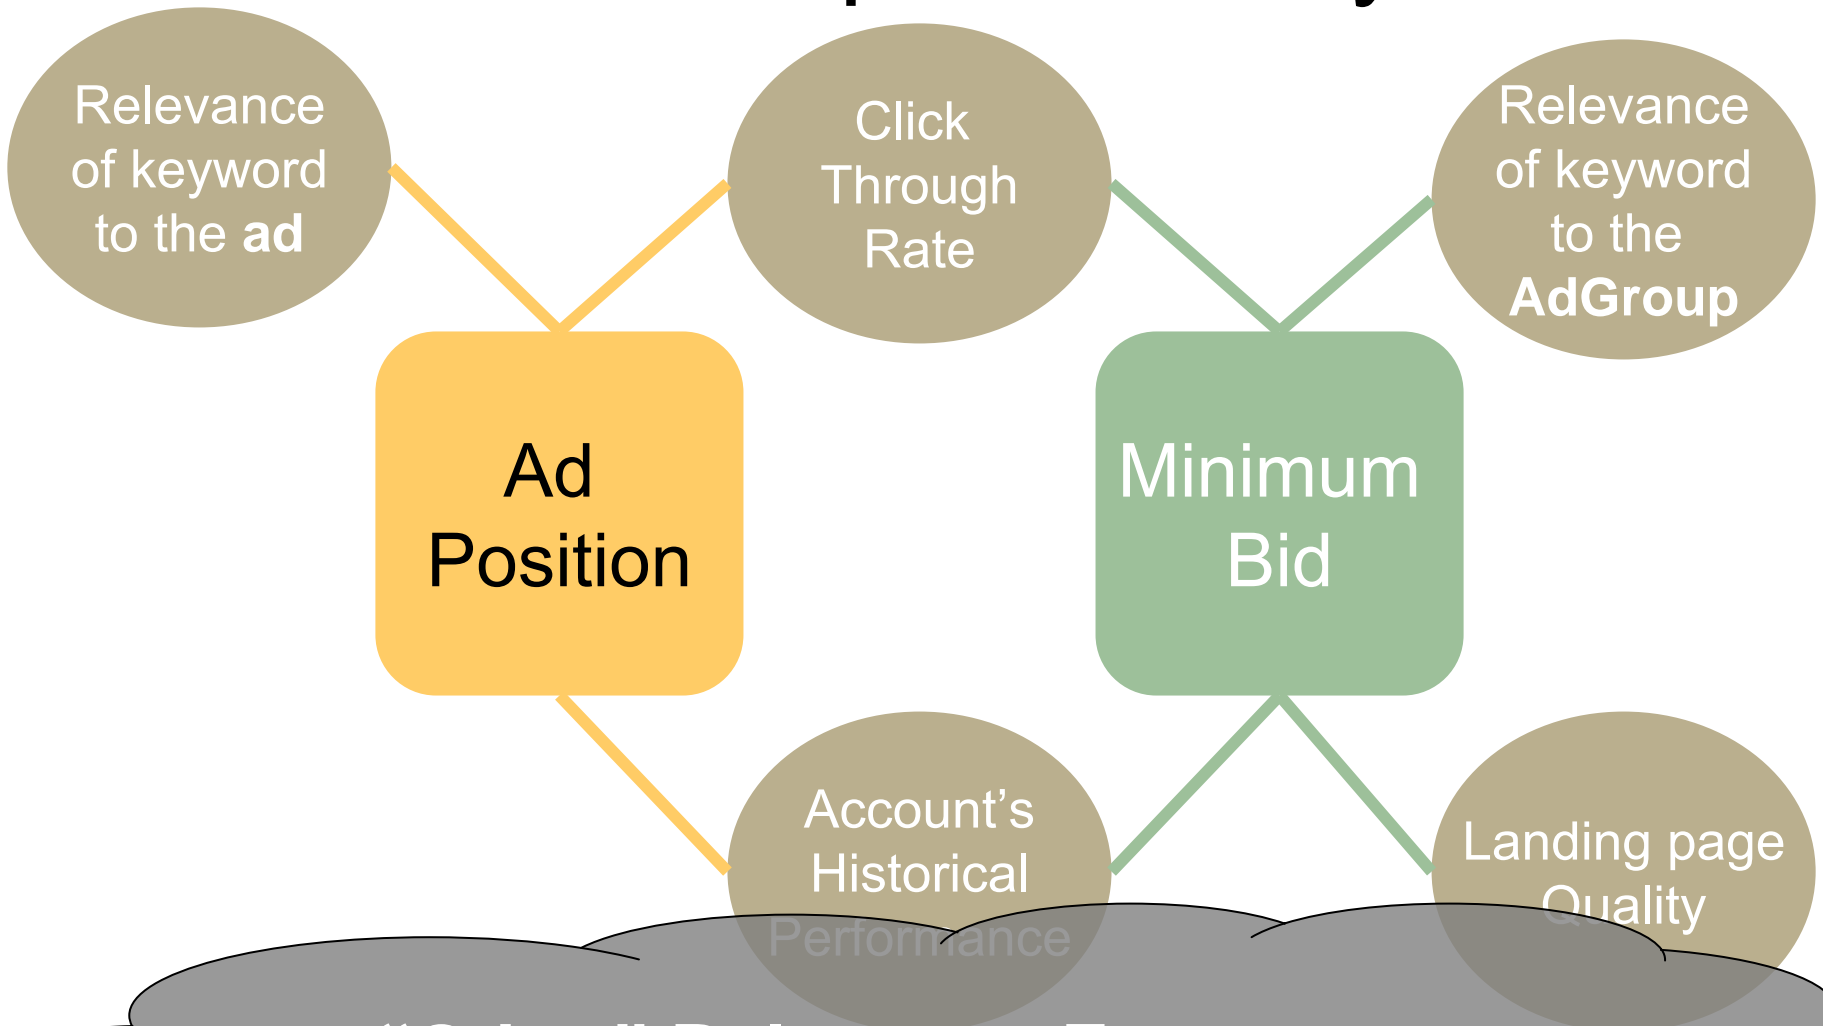 Relevance
of keyword
to the ad
Click
Through
Rate
Relevance
of keyword
to the
AdGroup
Ad
Position
Minimum
Bid
Account’s
Historical
Performance
Landing page
Quality